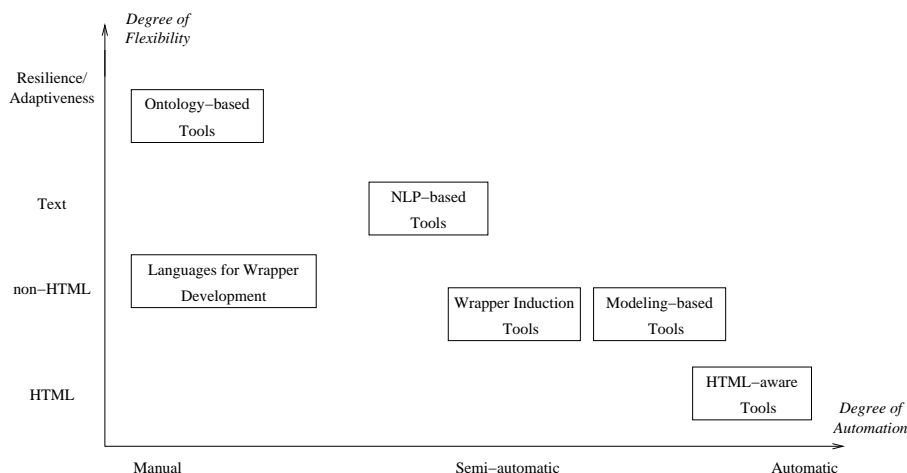 Degree of
Flexibility
Resilience/
Adaptiveness
Ontology−based
Tools
Text
NLP−based
Tools
non−HTML
Languages for Wrapper
Development
Wrapper Induction
Tools
Modeling−based
Tools
HTML
HTML−aware
Tools
Degree of
Automation
Manual
Semi−automatic
Automatic